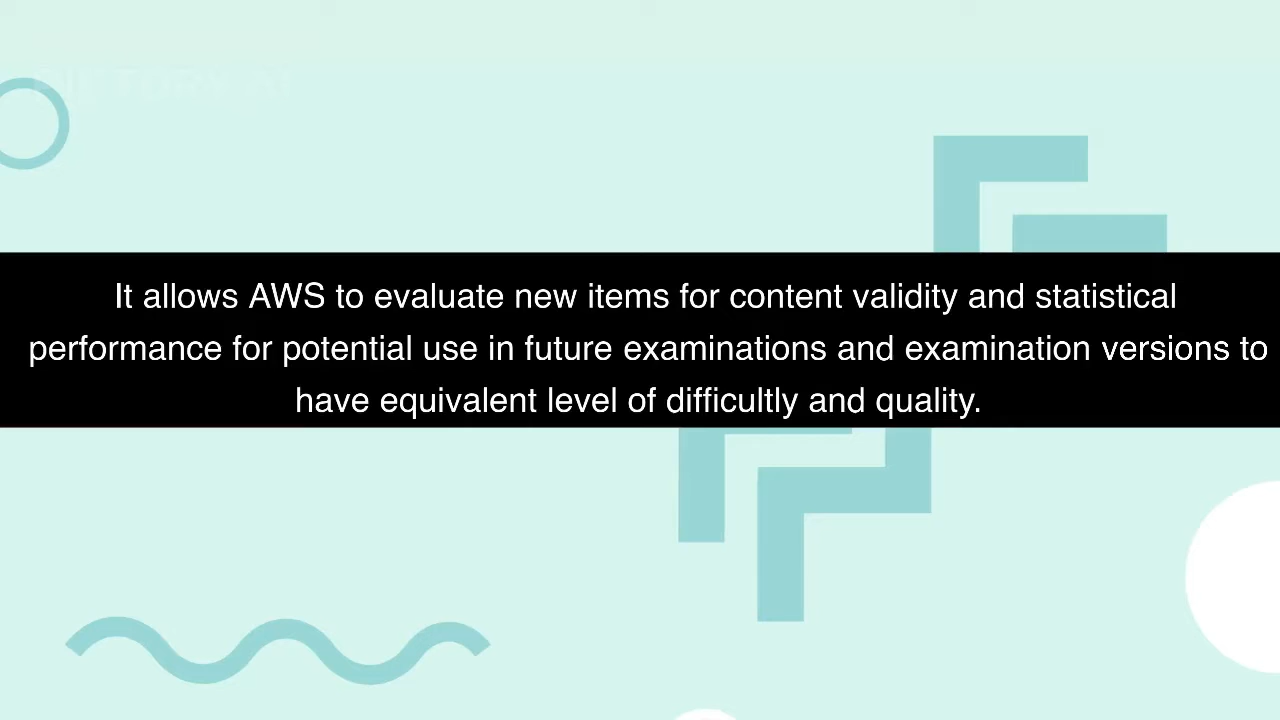 It allows AWS to evaluate new items for content validity and statistical
performance for potential use in future examinations and examination versions to
have equivalent level of difficultly and quality.